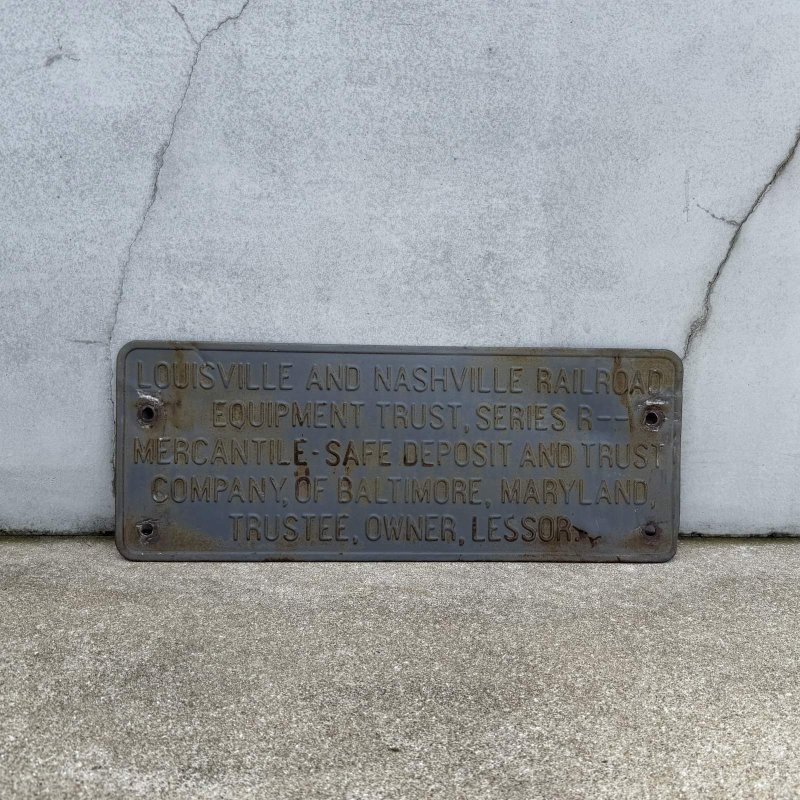 LOUISVILLE AND NASHVILLE RAILROAD
EQUIPMENT TRUST, SERIES R--
MERCANTILE-SAFE DEPOSIT AND TRUST
COMPANY, OF BALTIMORE, MARYLAND,
TRUSTEE, OWNER, LESSOR.